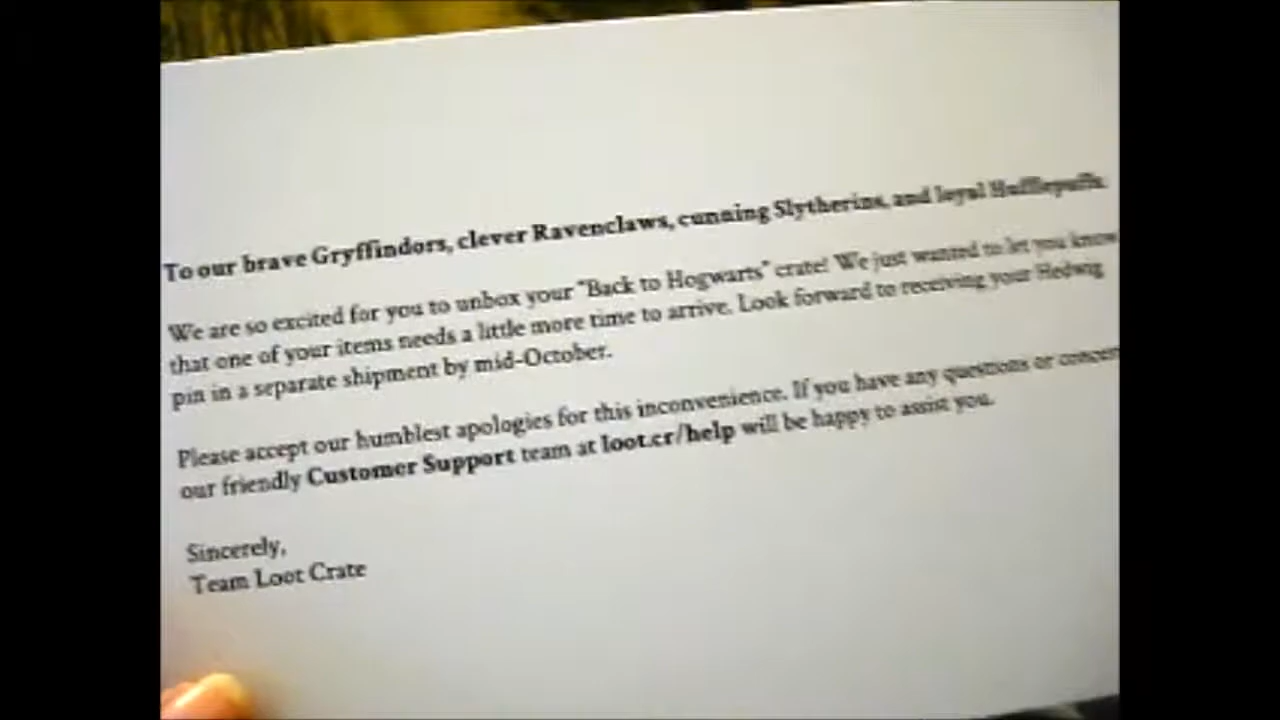 To our brave Gryffindors, clever Ravenclaws, cunning Slytherins, and loyal Hufflepuffs
We are so excited for you to unbox your "Back to Hogwarts" crate! We just wanted to let you know
that one of your items needs a little more time to arrive. Look forward to receiving your Hedwig
pin in a separate shipment by mid-October.
Please accept our humblest apologies for this inconvenience. If you have any questions or concer
our friendly Customer Support team at loot.cr/help will be happy to assist you.
Sincerely,
Team Loot Crate